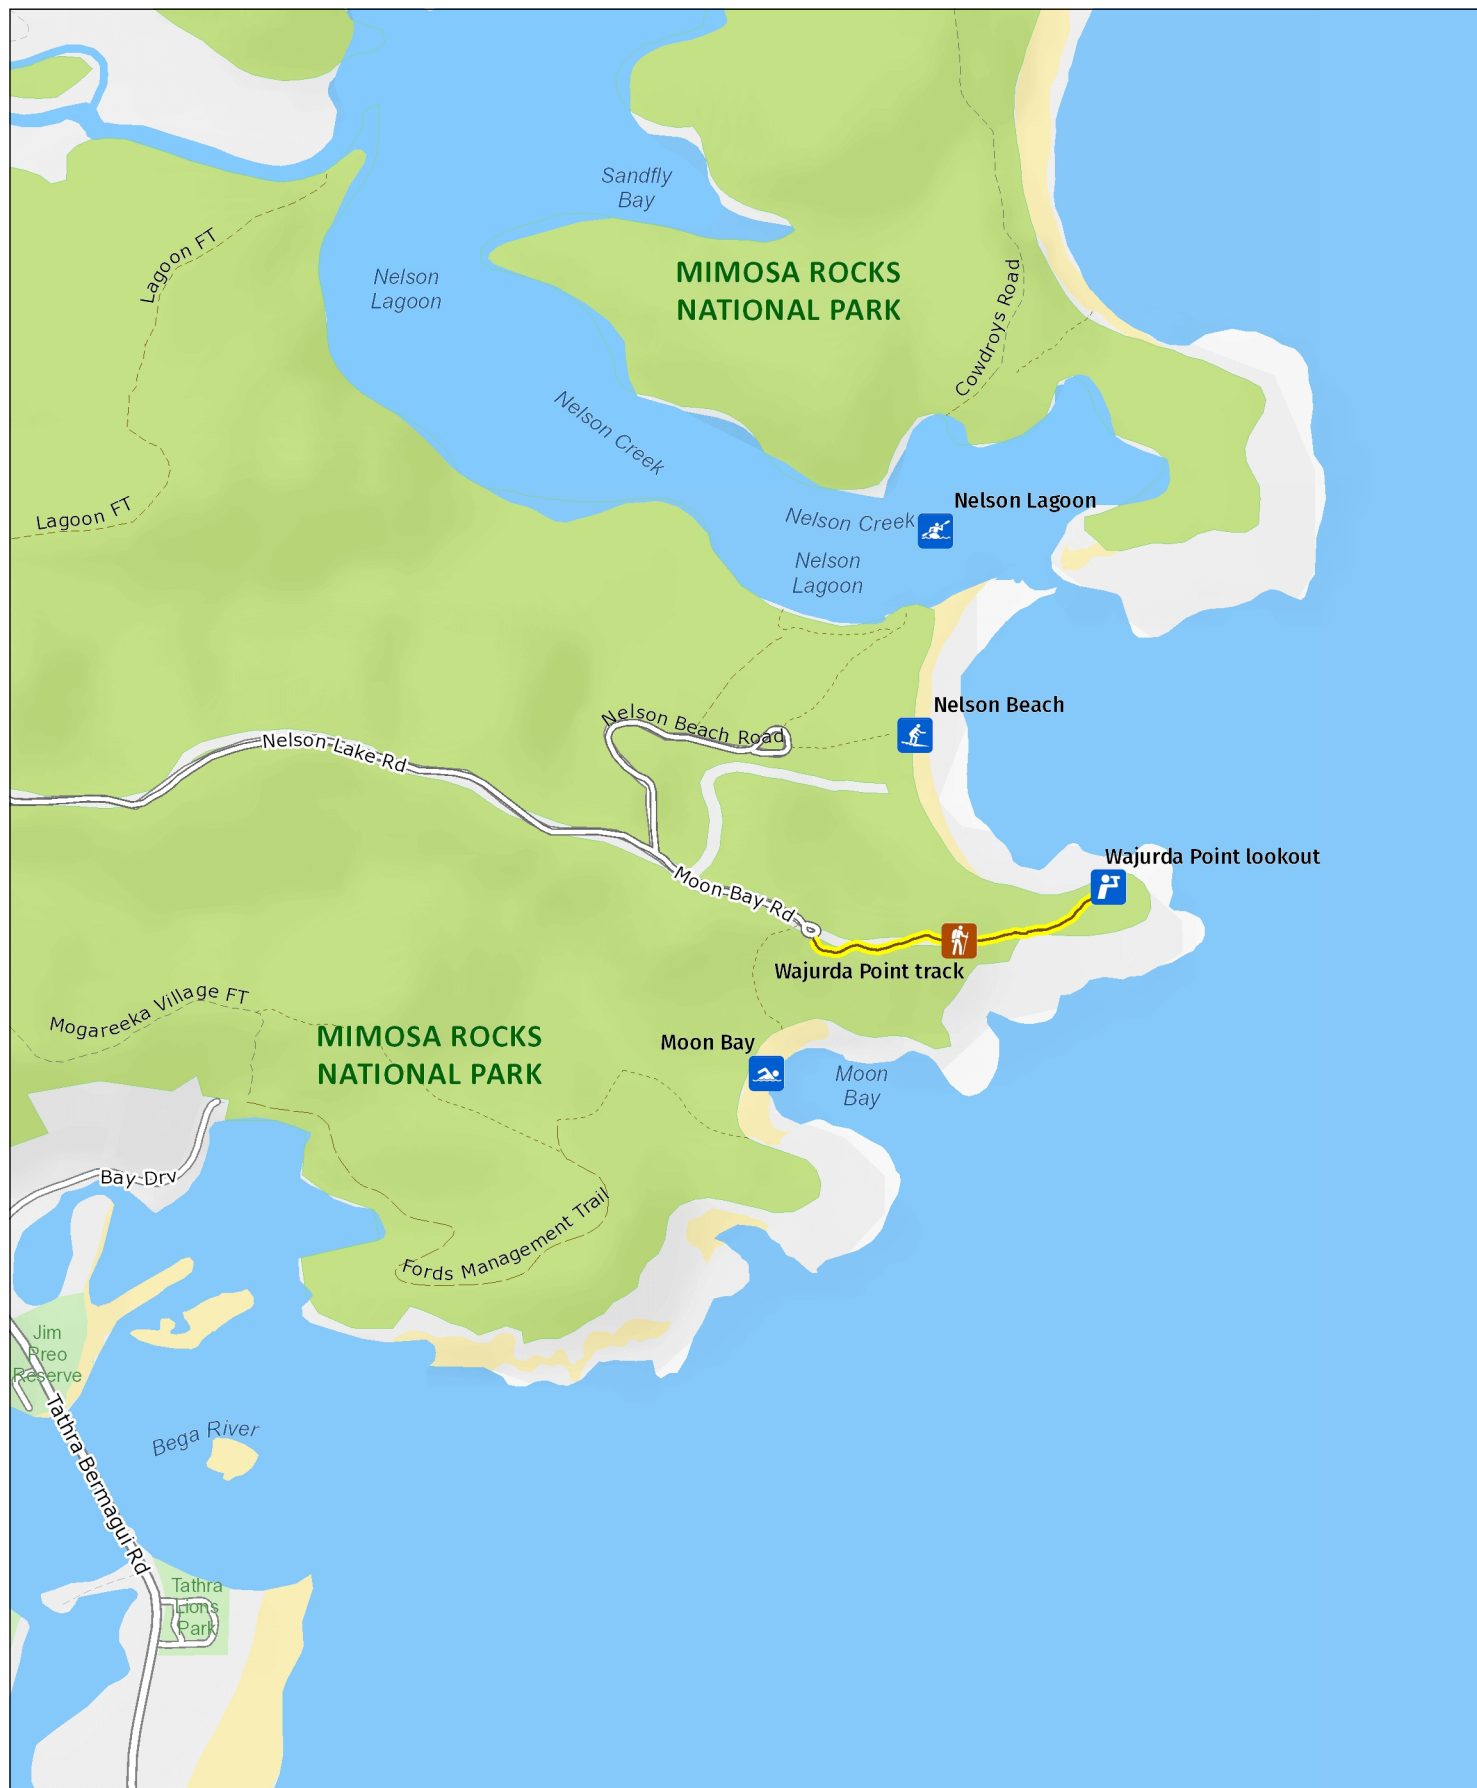 Sandfly
Bay
Lagoon FT
Nelson
Lagoon
MIMOSA ROCKS
NATIONAL PARK
Cowdroys Road
Nelson Creek
Lagoon FT
Nelson Lagoon
Nelson Creek
Nelson
Lagoon
Nelson Beach
Nelson Beach Road
Nelson Lake Rd
Wajurda Point lookout
Moon Bay Rd
Wajurda Point track
Mogareeka Village FT
MIMOSA ROCKS
NATIONAL PARK
Moon Bay
Moon
Bay
Bay Drv
Fords Management Trail
Jim
Preo
Reserve
Tathra Bermagui Rd
Bega River
Tathra
Lions
Park